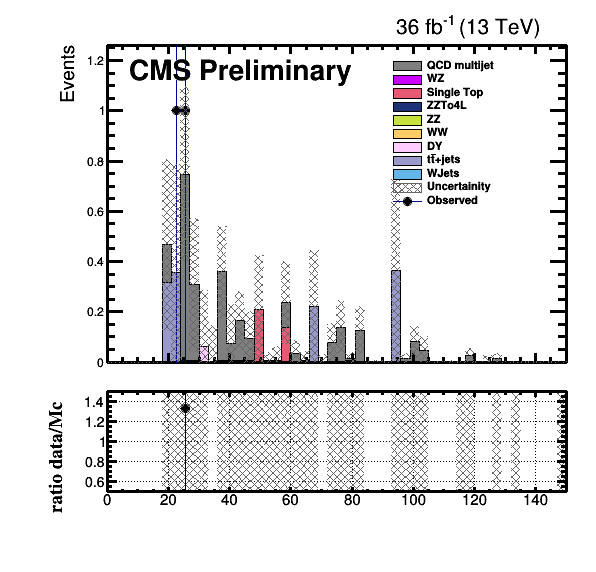 36 fb-1 (13 TeV)
CMS Preliminary
Events
1.2
1
0.8
0.6
0.4
0.2
0
QCD multijet
WZ
Single Top
ZZTo4L
ZZ
WW
DY
tt̄+jets
WJets
Uncertainity
Observed
ratio data/Mc
1.4
1.2
1
0.8
0.6
0 20 40 60 80 100 120 140